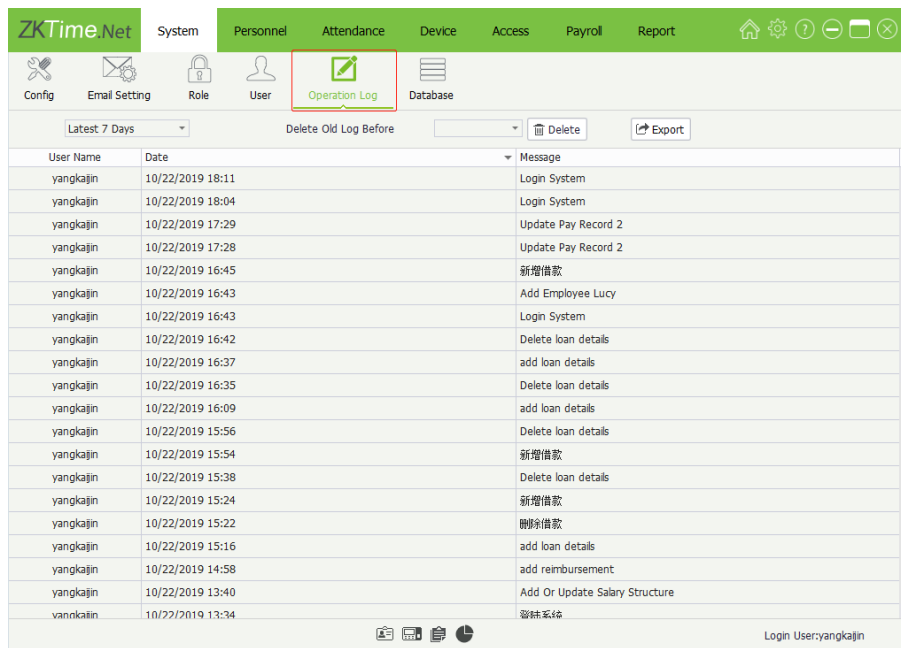 ZKTime.Net System Personnel Attendance Device Access Payroll Report
Config Email Setting Role User Operation Log Database
Latest 7 Days Delete Old Log Before Delete Export
User Name Date Message
yangkaijin 10/22/2019 18:11 Login System
yangkaijin 10/22/2019 18:04 Login System
yangkaijin 10/22/2019 17:29 Update Pay Record 2
yangkaijin 10/22/2019 17:28 Update Pay Record 2
yangkaijin 10/22/2019 16:45 新增借款
yangkaijin 10/22/2019 16:43 Add Employee Lucy
yangkaijin 10/22/2019 16:43 Login System
yangkaijin 10/22/2019 16:42 Delete loan details
yangkaijin 10/22/2019 16:37 add loan details
yangkaijin 10/22/2019 16:35 Delete loan details
yangkaijin 10/22/2019 16:09 add loan details
yangkaijin 10/22/2019 15:56 Delete loan details
yangkaijin 10/22/2019 15:54 新增借款
yangkaijin 10/22/2019 15:38 Delete loan details
yangkaijin 10/22/2019 15:24 新增借款
yangkaijin 10/22/2019 15:22 删除借款
yangkaijin 10/22/2019 15:16 add loan details
yangkaijin 10/22/2019 14:58 add reimbursement
yangkaijin 10/22/2019 13:40 Add Or Update Salary Structure
yangkaijin 10/22/2019 13:34 登陆系统
Login User:yangkaijin